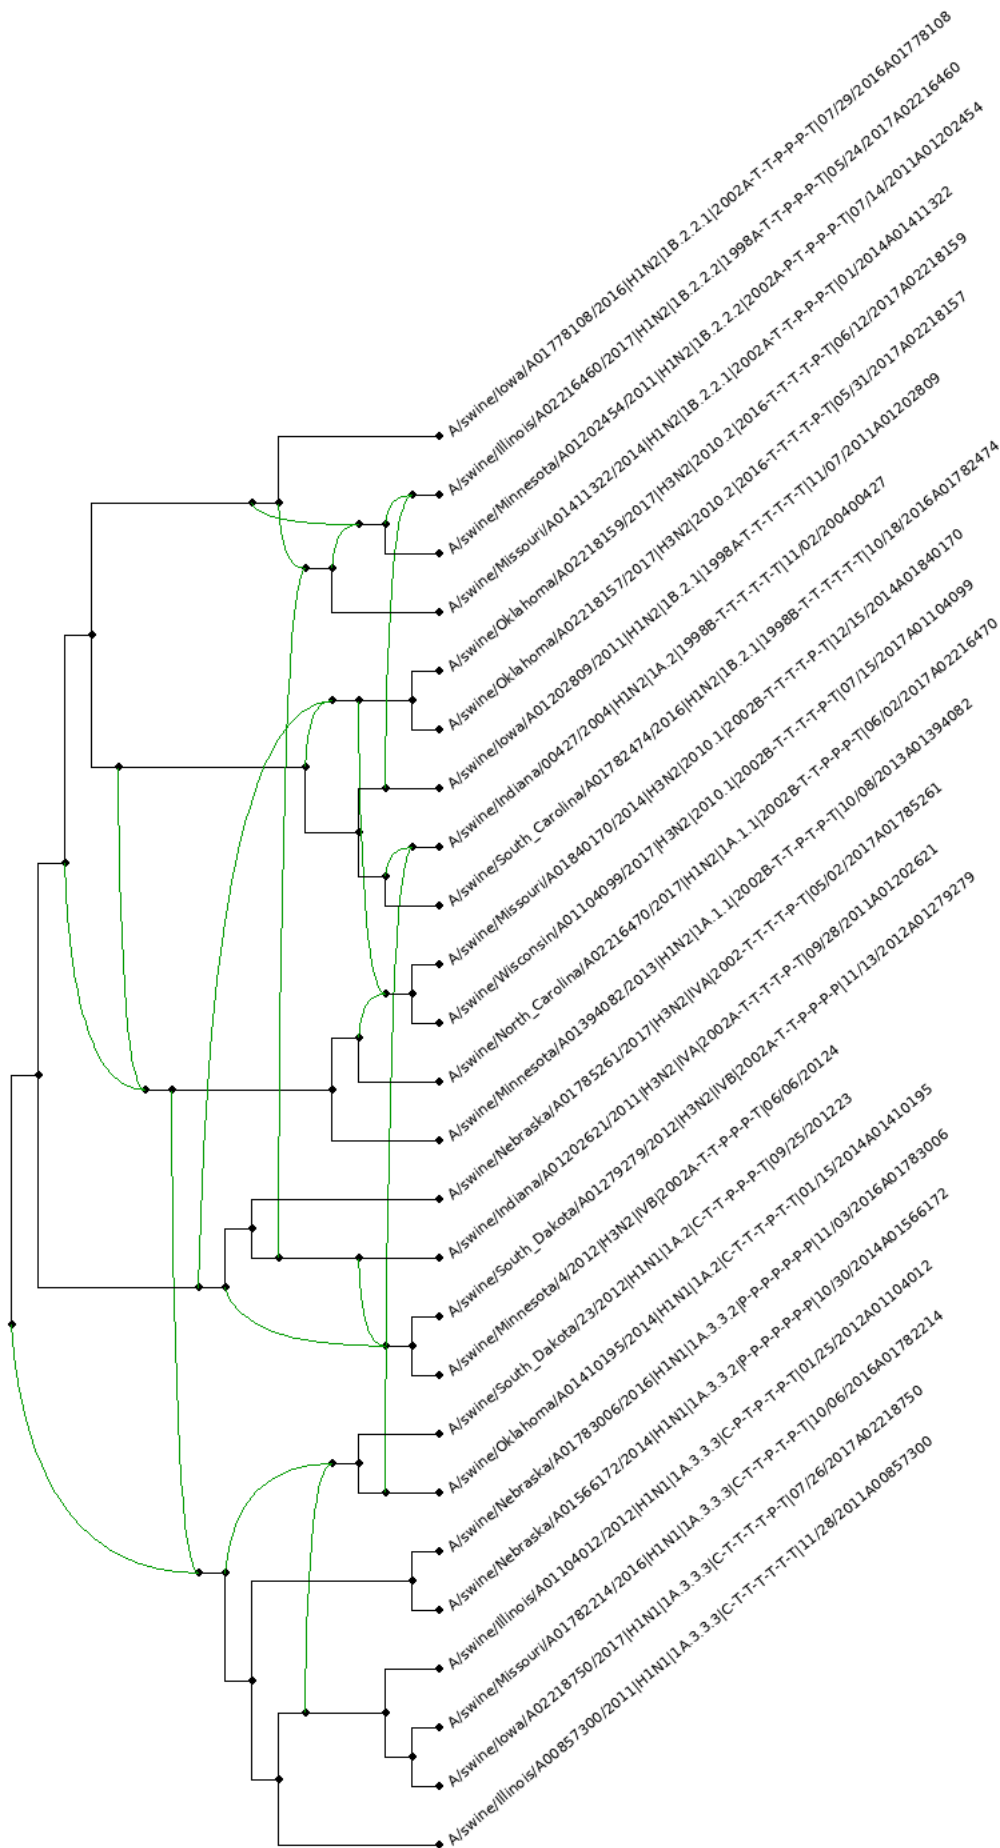 A/swine/Iowa/A01778108/2016|H1N2|1B.2.2.1|2002A-T-T-P-P-P-T|07/29/2016A01778108
A/swine/Illinois/A02216460/2017|H1N2|1B.2.2.2|1998A-T-T-P-P-P-T|05/24/2017A02216460
A/swine/Minnesota/A01202454/2011|H1N2|1B.2.2.2|2002A-P-T-P-P-P-T|07/14/2011A01202454
A/swine/Missouri/A01411322/2014|H1N2|1B.2.2.1|2002A-T-T-P-P-P-T|01/2014A01411322
A/swine/Oklahoma/A02218159/2017|H3N2|2010.2|2016-T-T-T-T-P-T|06/12/2017A02218159
A/swine/Oklahoma/A02218157/2017|H3N2|2010.2|2016-T-T-T-T-P-T|05/31/2017A02218157
A/swine/Iowa/A01202809/2011|H1N2|1B.2.1|1998A-T-T-T-T-T-T|11/07/2011A01202809
A/swine/Indiana/00427/2004|H1N2|1A.2|1998B-T-T-T-T-T-T|11/02/200400427
A/swine/South_Carolina/A01782474/2016|H1N2|1B.2.1|1998B-T-T-T-T-T-T|10/18/2016A01782474
A/swine/Missouri/A01840170/2014|H3N2|2010.1|2002B-T-T-T-T-P-T|12/15/2014A01840170
A/swine/Wisconsin/A01104099/2017|H3N2|2010.1|2002B-T-T-T-T-P-T|07/15/2017A01104099
A/swine/North_Carolina/A02216470/2017|H1N2|1A.1.1|2002B-T-T-P-P-P-T|06/02/2017A02216470
A/swine/Minnesota/A01394082/2013|H1N2|1A.1.1|2002B-T-T-P-T-P-T|10/08/2013A01394082
A/swine/Nebraska/A01785261/2017|H3N2|IVA|2002-T-T-T-T-P-T|05/02/2017A01785261
A/swine/Indiana/A01202621/2011|H3N2|IVA|2002A-T-T-T-T-P-T|09/28/2011A01202621
A/swine/South_Dakota/A01279279/2012|H3N2|IVB|2002A-T-T-P-P-P-P|11/13/2012A01279279
A/swine/Minnesota/4/2012|H3N2|IVB|2002A-T-T-P-P-P-T|06/06/20124
A/swine/South_Dakota/23/2012|H1N1|1A.2|C-T-T-P-P-P-T|09/25/201223
A/swine/Oklahoma/A01410195/2014|H1N1|1A.2|C-T-T-T-P-T-T|01/15/2014A01410195
A/swine/Nebraska/A01783006/2016|H1N1|1A.3.3.2|P-P-P-P-P-P-P|11/03/2016A01783006
A/swine/Nebraska/A01566172/2014|H1N1|1A.3.3.2|P-P-P-P-P-P-P|10/30/2014A01566172
A/swine/Illinois/A01104012/2012|H1N1|1A.3.3.3|C-P-T-P-T-P-T|01/25/2012A01104012
A/swine/Missouri/A01782214/2016|H1N1|1A.3.3.3|C-T-T-P-T-P-T|10/06/2016A01782214
A/swine/Iowa/A02218750/2017|H1N1|1A.3.3.3|C-T-T-T-T-P-T|07/26/2017A02218750
A/swine/Illinois/A00857300/2011|H1N1|1A.3.3.3|C-T-T-T-T-T-T|11/28/2011A00857300